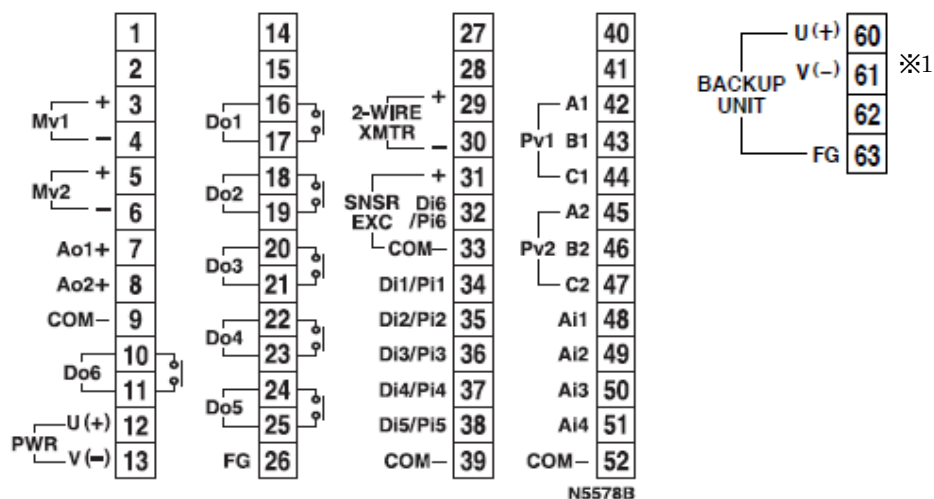 1
2
Mv1 + 3
− 4
Mv2 + 5
− 6
Ao1+ 7
Ao2+ 8
COM− 9
Do6 10
11
PWR U(+) 12
V(−) 13
14
15
Do1 16
17
Do2 18
19
Do3 20
21
Do4 22
23
Do5 24
25
FG 26
27
28
2-WIRE XMTR + 29
− 30
SNSR EXC + 31
Di6/Pi6 32
COM− 33
Di1/Pi1 34
Di2/Pi2 35
Di3/Pi3 36
Di4/Pi4 37
Di5/Pi5 38
COM− 39
40
41
Pv1 A1 42
B1 43
C1 44
Pv2 A2 45
B2 46
C2 47
Ai1 48
Ai2 49
Ai3 50
Ai4 51
COM− 52
N5578B
BACKUP UNIT U(+) 60
V(−) 61 ※1
62
FG 63